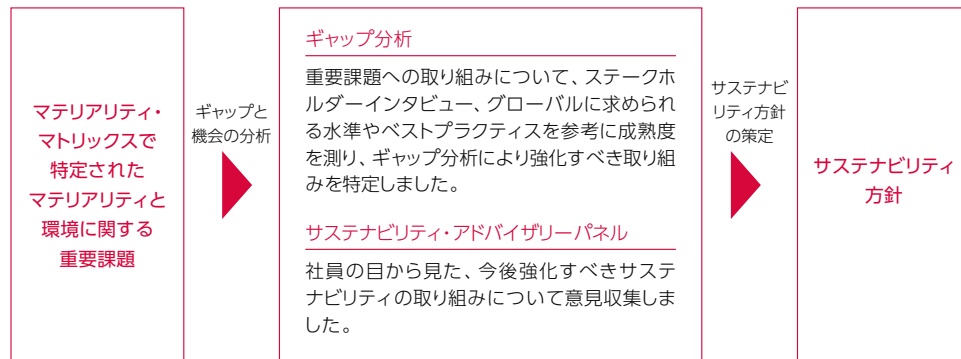 マテリアリティ・
マトリックスで
特定された
マテリアリティと
環境に関する
重要課題
ギャップと
機会の分析
ギャップ分析
重要課題への取り組みについて、ステークホ
ルダーインタビュー、グローバルに求められ
る水準やベストプラクティスを参考に成熟度
を測り、ギャップ分析により強化すべき取り組
みを特定しました。
サステナビリティ・アドバイザリーパネル
社員の目から見た、今後強化すべきサステ
ナビリティの取り組みについて意見収集しま
した。
サステナビ
リティ方針
の策定
サステナビリティ
方針